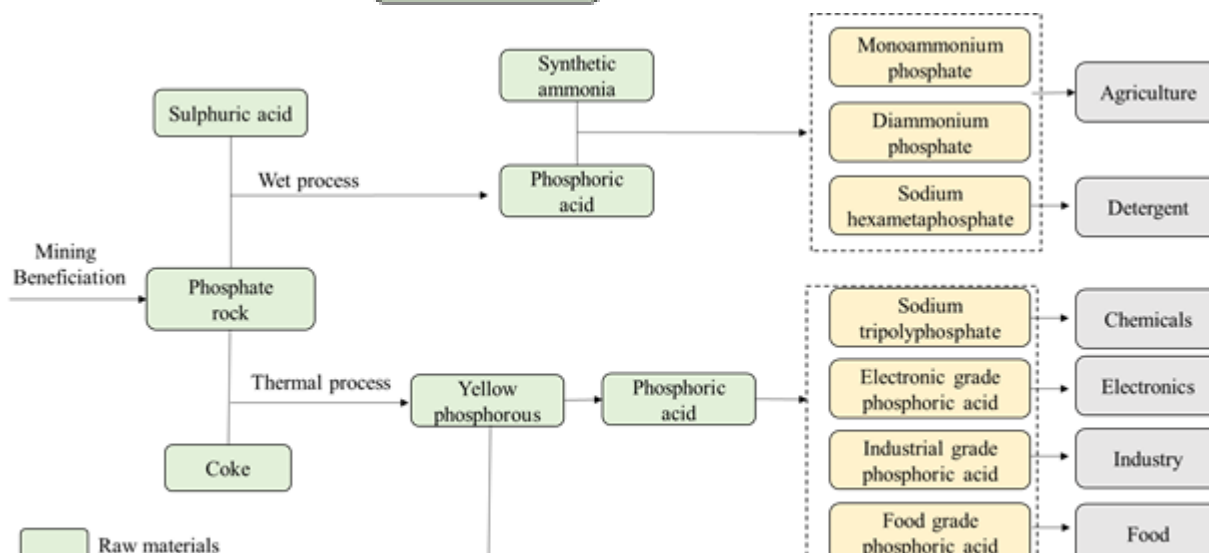 Synthetic
ammonia
Monoammonium
phosphate
Agriculture
Sulphuric acid
Diammonium
phosphate
Wet process
Phosphoric
acid
Sodium
hexametaphosphate
Detergent
Mining
Beneficiation
Phosphate
rock
Sodium
tripolyphosphate
Chemicals
Thermal process
Yellow
phosphorous
Phosphoric
acid
Electronic grade
phosphoric acid
Electronics
Coke
Industrial grade
phosphoric acid
Industry
Food grade
phosphoric acid
Food
Raw materials